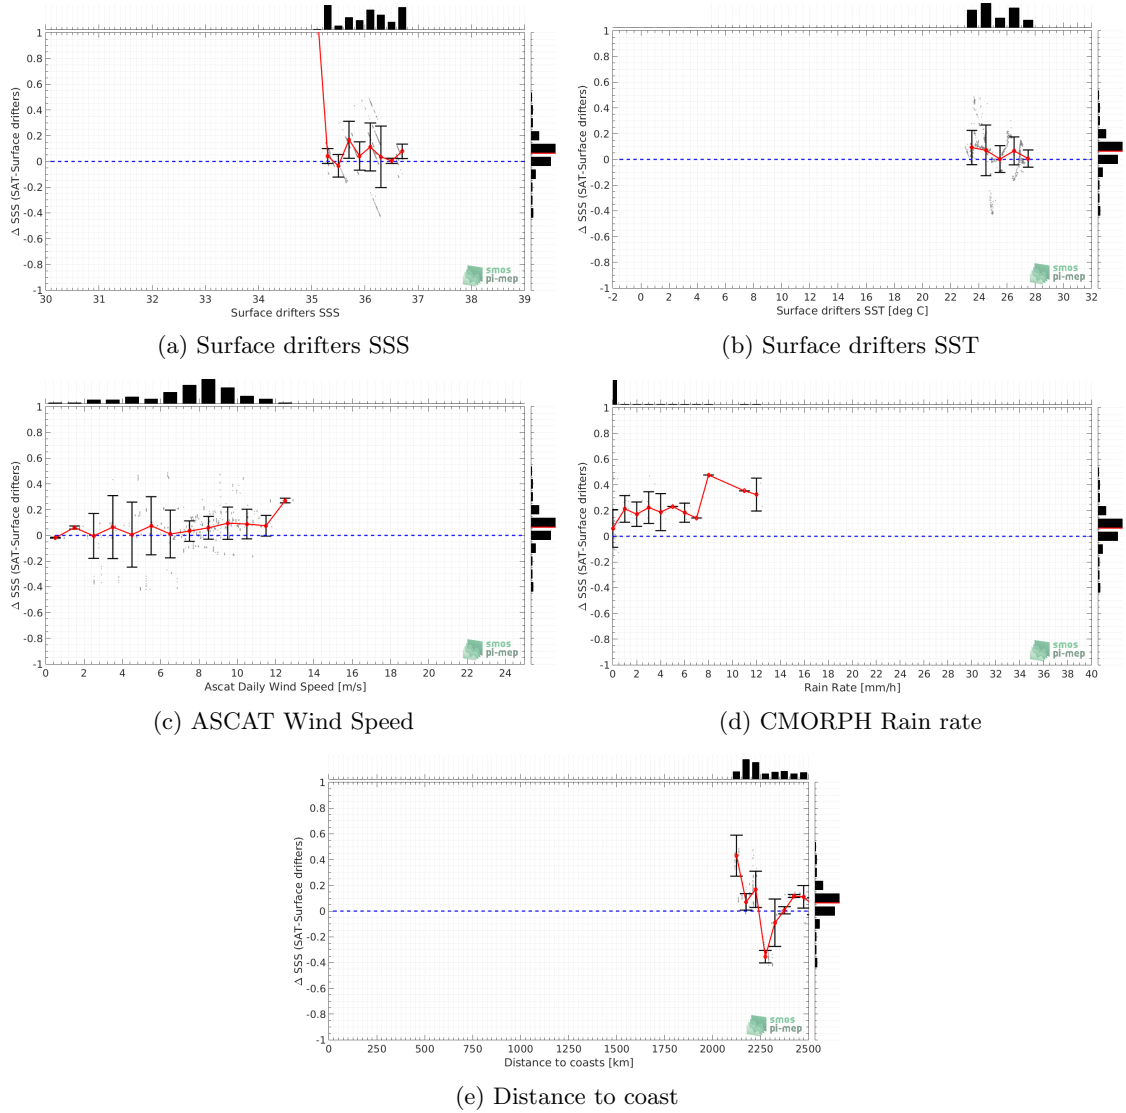 1
0.8
0.6
0.4
0.2
0
-0.2
-0.4
-0.6
-0.8
-1
Δ SSS (SAT-Surface drifters)
30 31 32 33 34 35 36 37 38 39
Surface drifters SSS
smos
pi-mep
(a) Surface drifters SSS
1
0.8
0.6
0.4
0.2
0
-0.2
-0.4
-0.6
-0.8
-1
Δ SSS (SAT-Surface drifters)
-2 0 2 4 6 8 10 12 14 16 18 20 22 24 26 28 30 32
Surface drifters SST [deg C]
smos
pi-mep
(b) Surface drifters SST
1
0.8
0.6
0.4
0.2
0
-0.2
-0.4
-0.6
-0.8
-1
Δ SSS (SAT-Surface drifters)
0 2 4 6 8 10 12 14 16 18 20 22 24
Ascat Daily Wind Speed [m/s]
smos
pi-mep
(c) ASCAT Wind Speed
1
0.8
0.6
0.4
0.2
0
-0.2
-0.4
-0.6
-0.8
-1
Δ SSS (SAT-Surface drifters)
0 2 4 6 8 10 12 14 16 18 20 22 24 26 28 30 32 34 36 38 40
Rain Rate [mm/h]
smos
pi-mep
(d) CMORPH Rain rate
1
0.8
0.6
0.4
0.2
0
-0.2
-0.4
-0.6
-0.8
-1
Δ SSS (SAT-Surface drifters)
0 250 500 750 1000 1250 1500 1750 2000 2250 2500
Distance to coasts [km]
smos
pi-mep
(e) Distance to coast